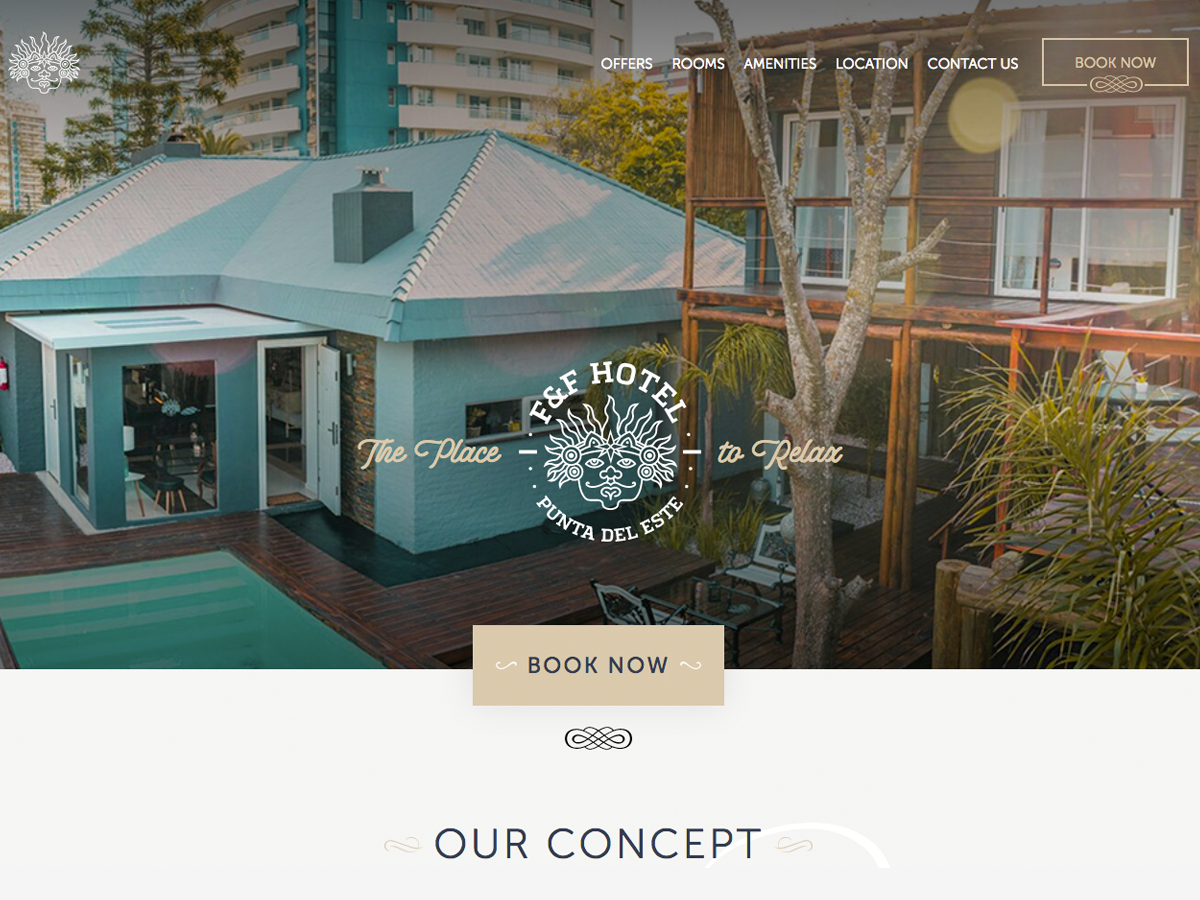 OFFERS ROOMS AMENITIES LOCATION CONTACT US BOOK NOW
F&F HOTEL
The Place to Relax
PUNTA DEL ESTE
BOOK NOW
OUR CONCEPT